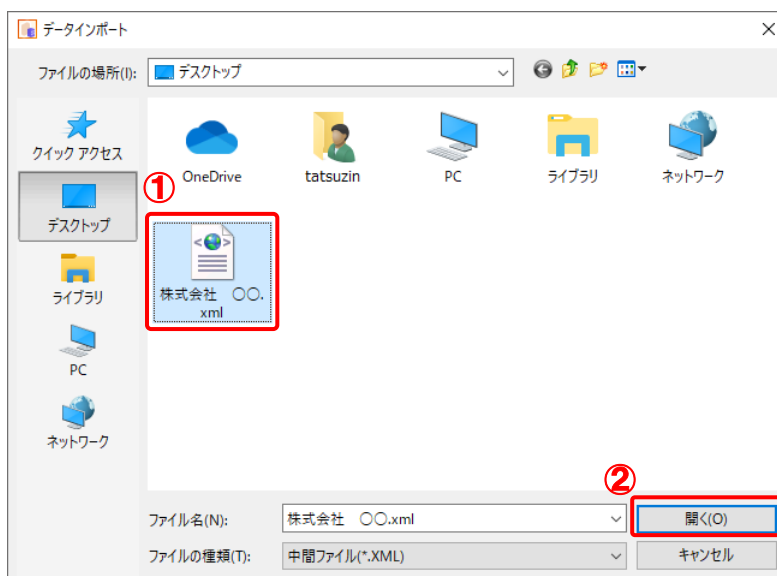 データインポート
ファイルの場所(I):
デスクトップ
クイック アクセス
デスクトップ
ライブラリ
PC
ネットワーク
OneDrive
tatsuzin
PC
ライブラリ
ネットワーク
①
株式会社　〇〇.
xml
②
ファイル名(N):
株式会社　〇〇.xml
開く(O)
ファイルの種類(T):
中間ファイル(*.XML)
キャンセル